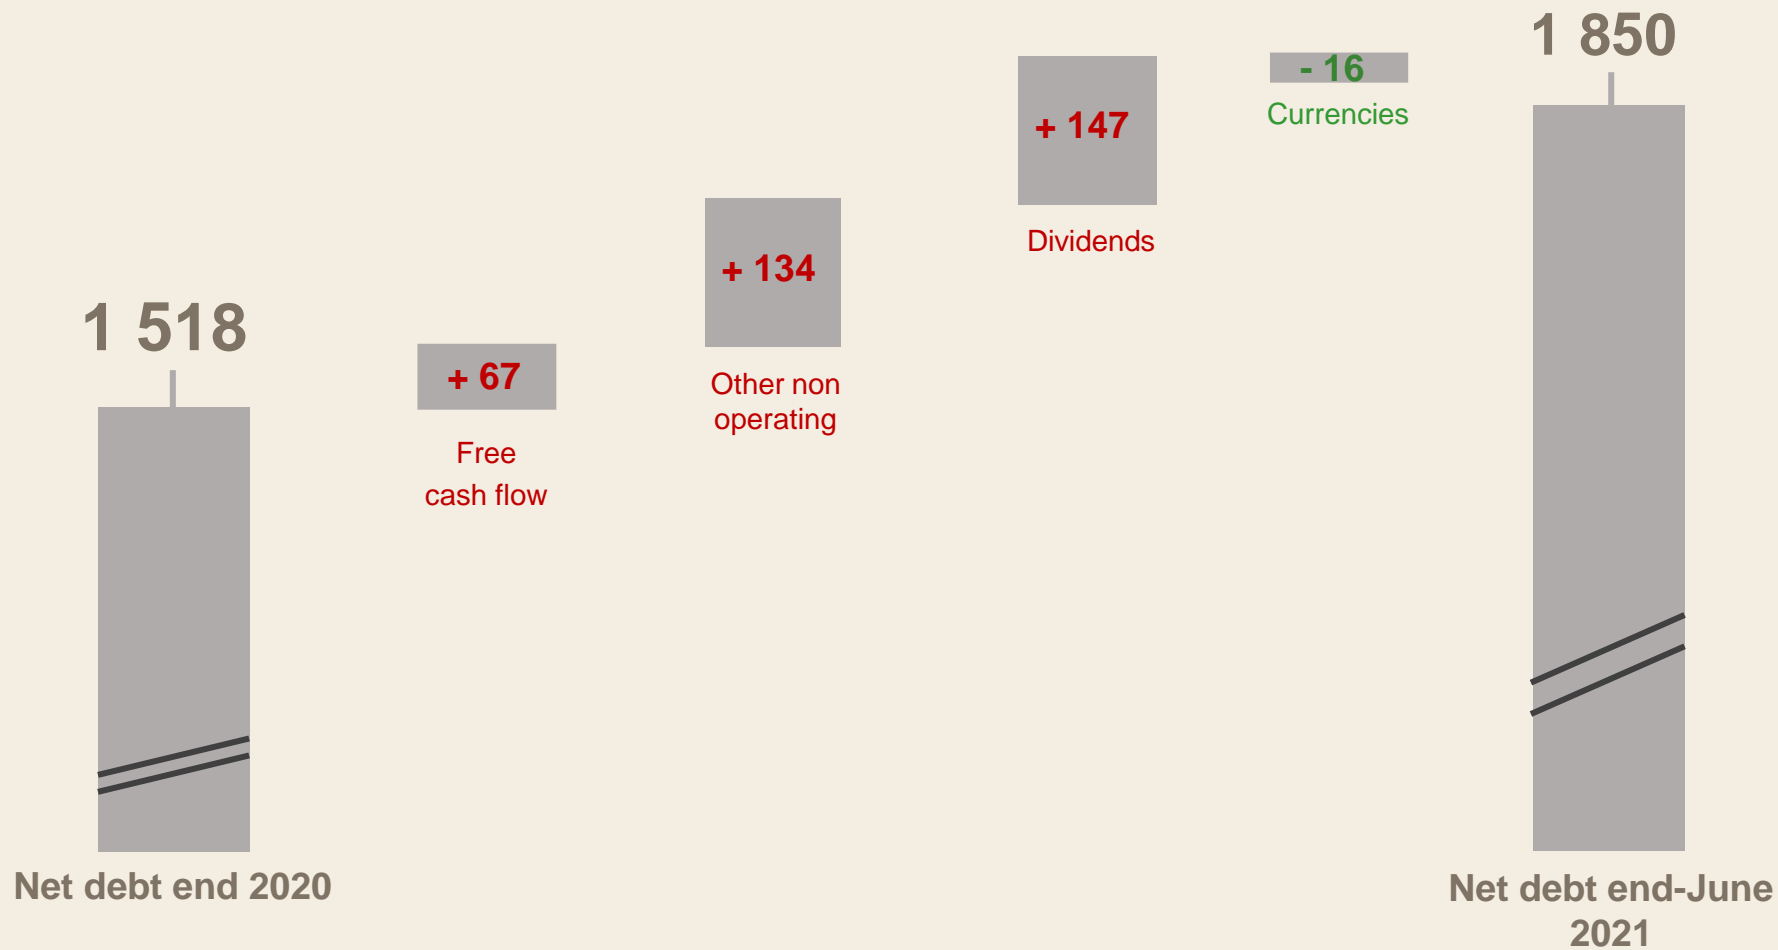 1 518
Net debt end 2020
+ 67
Free
cash flow
+ 134
Other non
operating
+ 147
Dividends
- 16
Currencies
1 850
Net debt end-June
2021